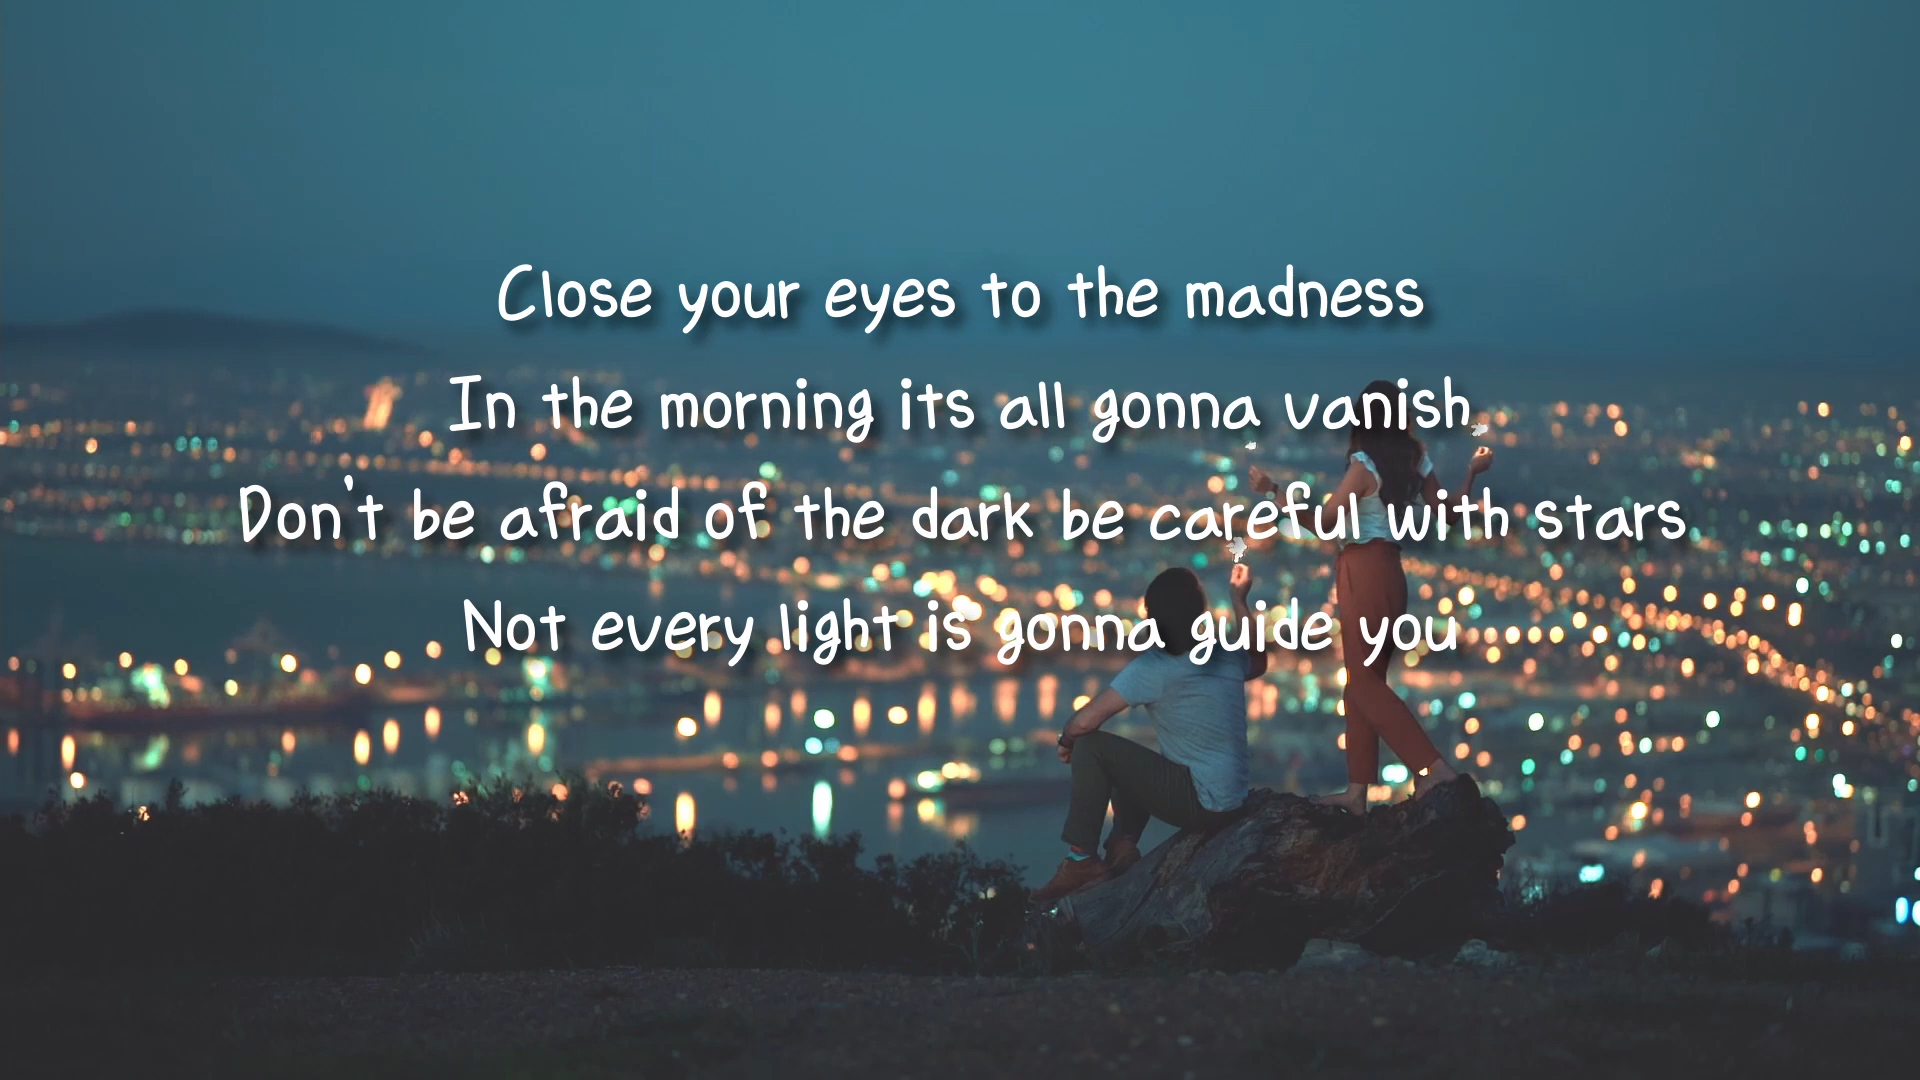 Close your eyes to the madness
In the morning its all gonna vanish
Don't be afraid of the dark be careful with stars
Not every light is gonna guide you